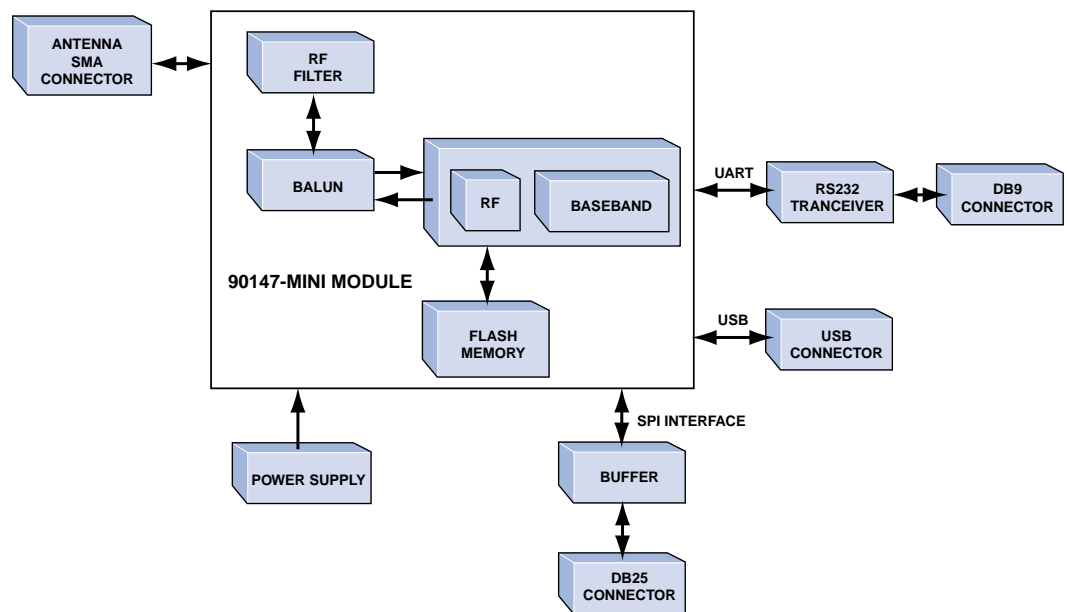 ANTENNA
SMA
CONNECTOR
RF
FILTER
BALUN
RF
BASEBAND
90147-MINI MODULE
FLASH
MEMORY
UART
RS232
TRANCEIVER
DB9
CONNECTOR
USB
USB
CONNECTOR
POWER SUPPLY
SPI INTERFACE
BUFFER
DB25
CONNECTOR